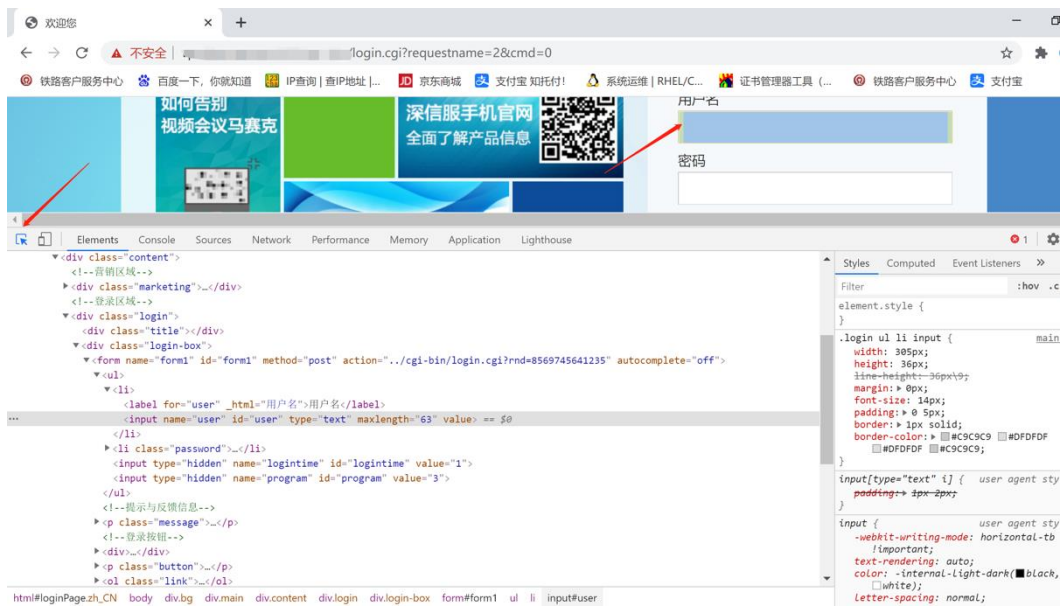 欢迎您
不安全
/login.cgi?requestname=2&cmd=0
铁路客户服务中心 百度一下，你就知道 IP查询 | 查IP地址 |... 京东商城 支付宝 知托付! 系统运维 | RHEL/C... 证书管理器工具（... 铁路客户服务中心 支付宝
如何告别
视频会议马赛克
深信服手机官网
全面了解产品信息
用户名
密码
Elements Console Sources Network Performance Memory Application Lighthouse 1
<div class="content">
<!--营销区域-->
<div class="marketing">…</div>
<!--登录区域-->
<div class="login">
<div class="title"></div>
<div class="login-box">
<form name="form1" id="form1" method="post" action="../cgi-bin/login.cgi?rnd=8569745641235" autocomplete="off">
<ul>
<li>
<label for="user" _html="用户名">用户名</label>
<input name="user" id="user" type="text" maxlength="63" value> == $0
</li>
<li class="password">…</li>
<input type="hidden" name="logintime" id="logintime" value="1">
<input type="hidden" name="program" id="program" value="3">
</ul>
<!--提示与反馈信息-->
<p class="message">…</p>
<!--登录按钮-->
<div>…</div>
<p class="button">…</p>
<ol class="link">…</ol>
html#loginPage.zh_CN body div.bg div.main div.content div.login div.login-box form#form1 ul li input#user
Styles Computed Event Listeners »
Filter :hov .c
element.style {
}
.login ul li input { main
width: 305px;
height: 36px;
line-height: 36px\9;
margin: 0px;
font-size: 14px;
padding: 0 5px;
border: 1px solid;
border-color: #C9C9C9 #DFDFDF
#DFDFDF #C9C9C9;
}
input[type="text" i] { user agent sty
padding: 1px 2px;
}
input { user agent sty
-webkit-writing-mode: horizontal-tb
!important;
text-rendering: auto;
color: -internal-light-dark(black,
white);
letter-spacing: normal;